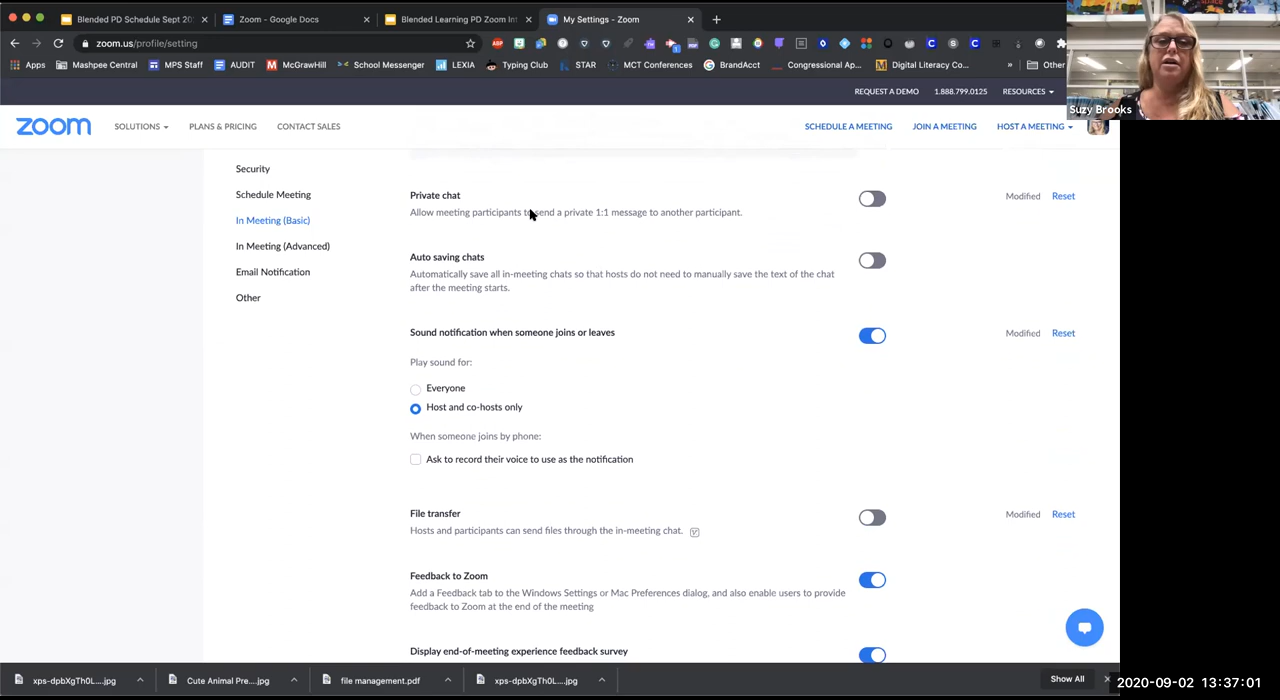 Blended PD Schedule Sept 20
Zoom - Google Docs
Blended Learning PD Zoom In
My Settings - Zoom
zoom.us/profile/setting
Apps
Mashpee Central
MPS Staff
AUDIT
McGrawHill
School Messenger
LEXIA
Typing Club
STAR
MCT Conferences
BrandAcct
Congressional Ap...
Digital Literacy Co...
»
Other
Suzy Brooks
REQUEST A DEMO
1.888.799.0125
RESOURCES
zoom
SOLUTIONS
PLANS & PRICING
CONTACT SALES
SCHEDULE A MEETING
JOIN A MEETING
HOST A MEETING
Security
Schedule Meeting
In Meeting (Basic)
In Meeting (Advanced)
Email Notification
Other
Private chat
Modified
Reset
Allow meeting participants to send a private 1:1 message to another participant.
Auto saving chats
Automatically save all in-meeting chats so that hosts do not need to manually save the text of the chat
after the meeting starts.
Sound notification when someone joins or leaves
Modified
Reset
Play sound for:
Everyone
Host and co-hosts only
When someone joins by phone:
Ask to record their voice to use as the notification
File transfer
Modified
Reset
Hosts and participants can send files through the in-meeting chat.
Feedback to Zoom
Add a Feedback tab to the Windows Settings or Mac Preferences dialog, and also enable users to provide
feedback to Zoom at the end of the meeting
Display end-of-meeting experience feedback survey
xps-dpbXgTh0L....jpg
Cute Animal Pre....jpg
file management.pdf
xps-dpbXgTh0L....jpg
Show All
2020-09-02 13:37:01